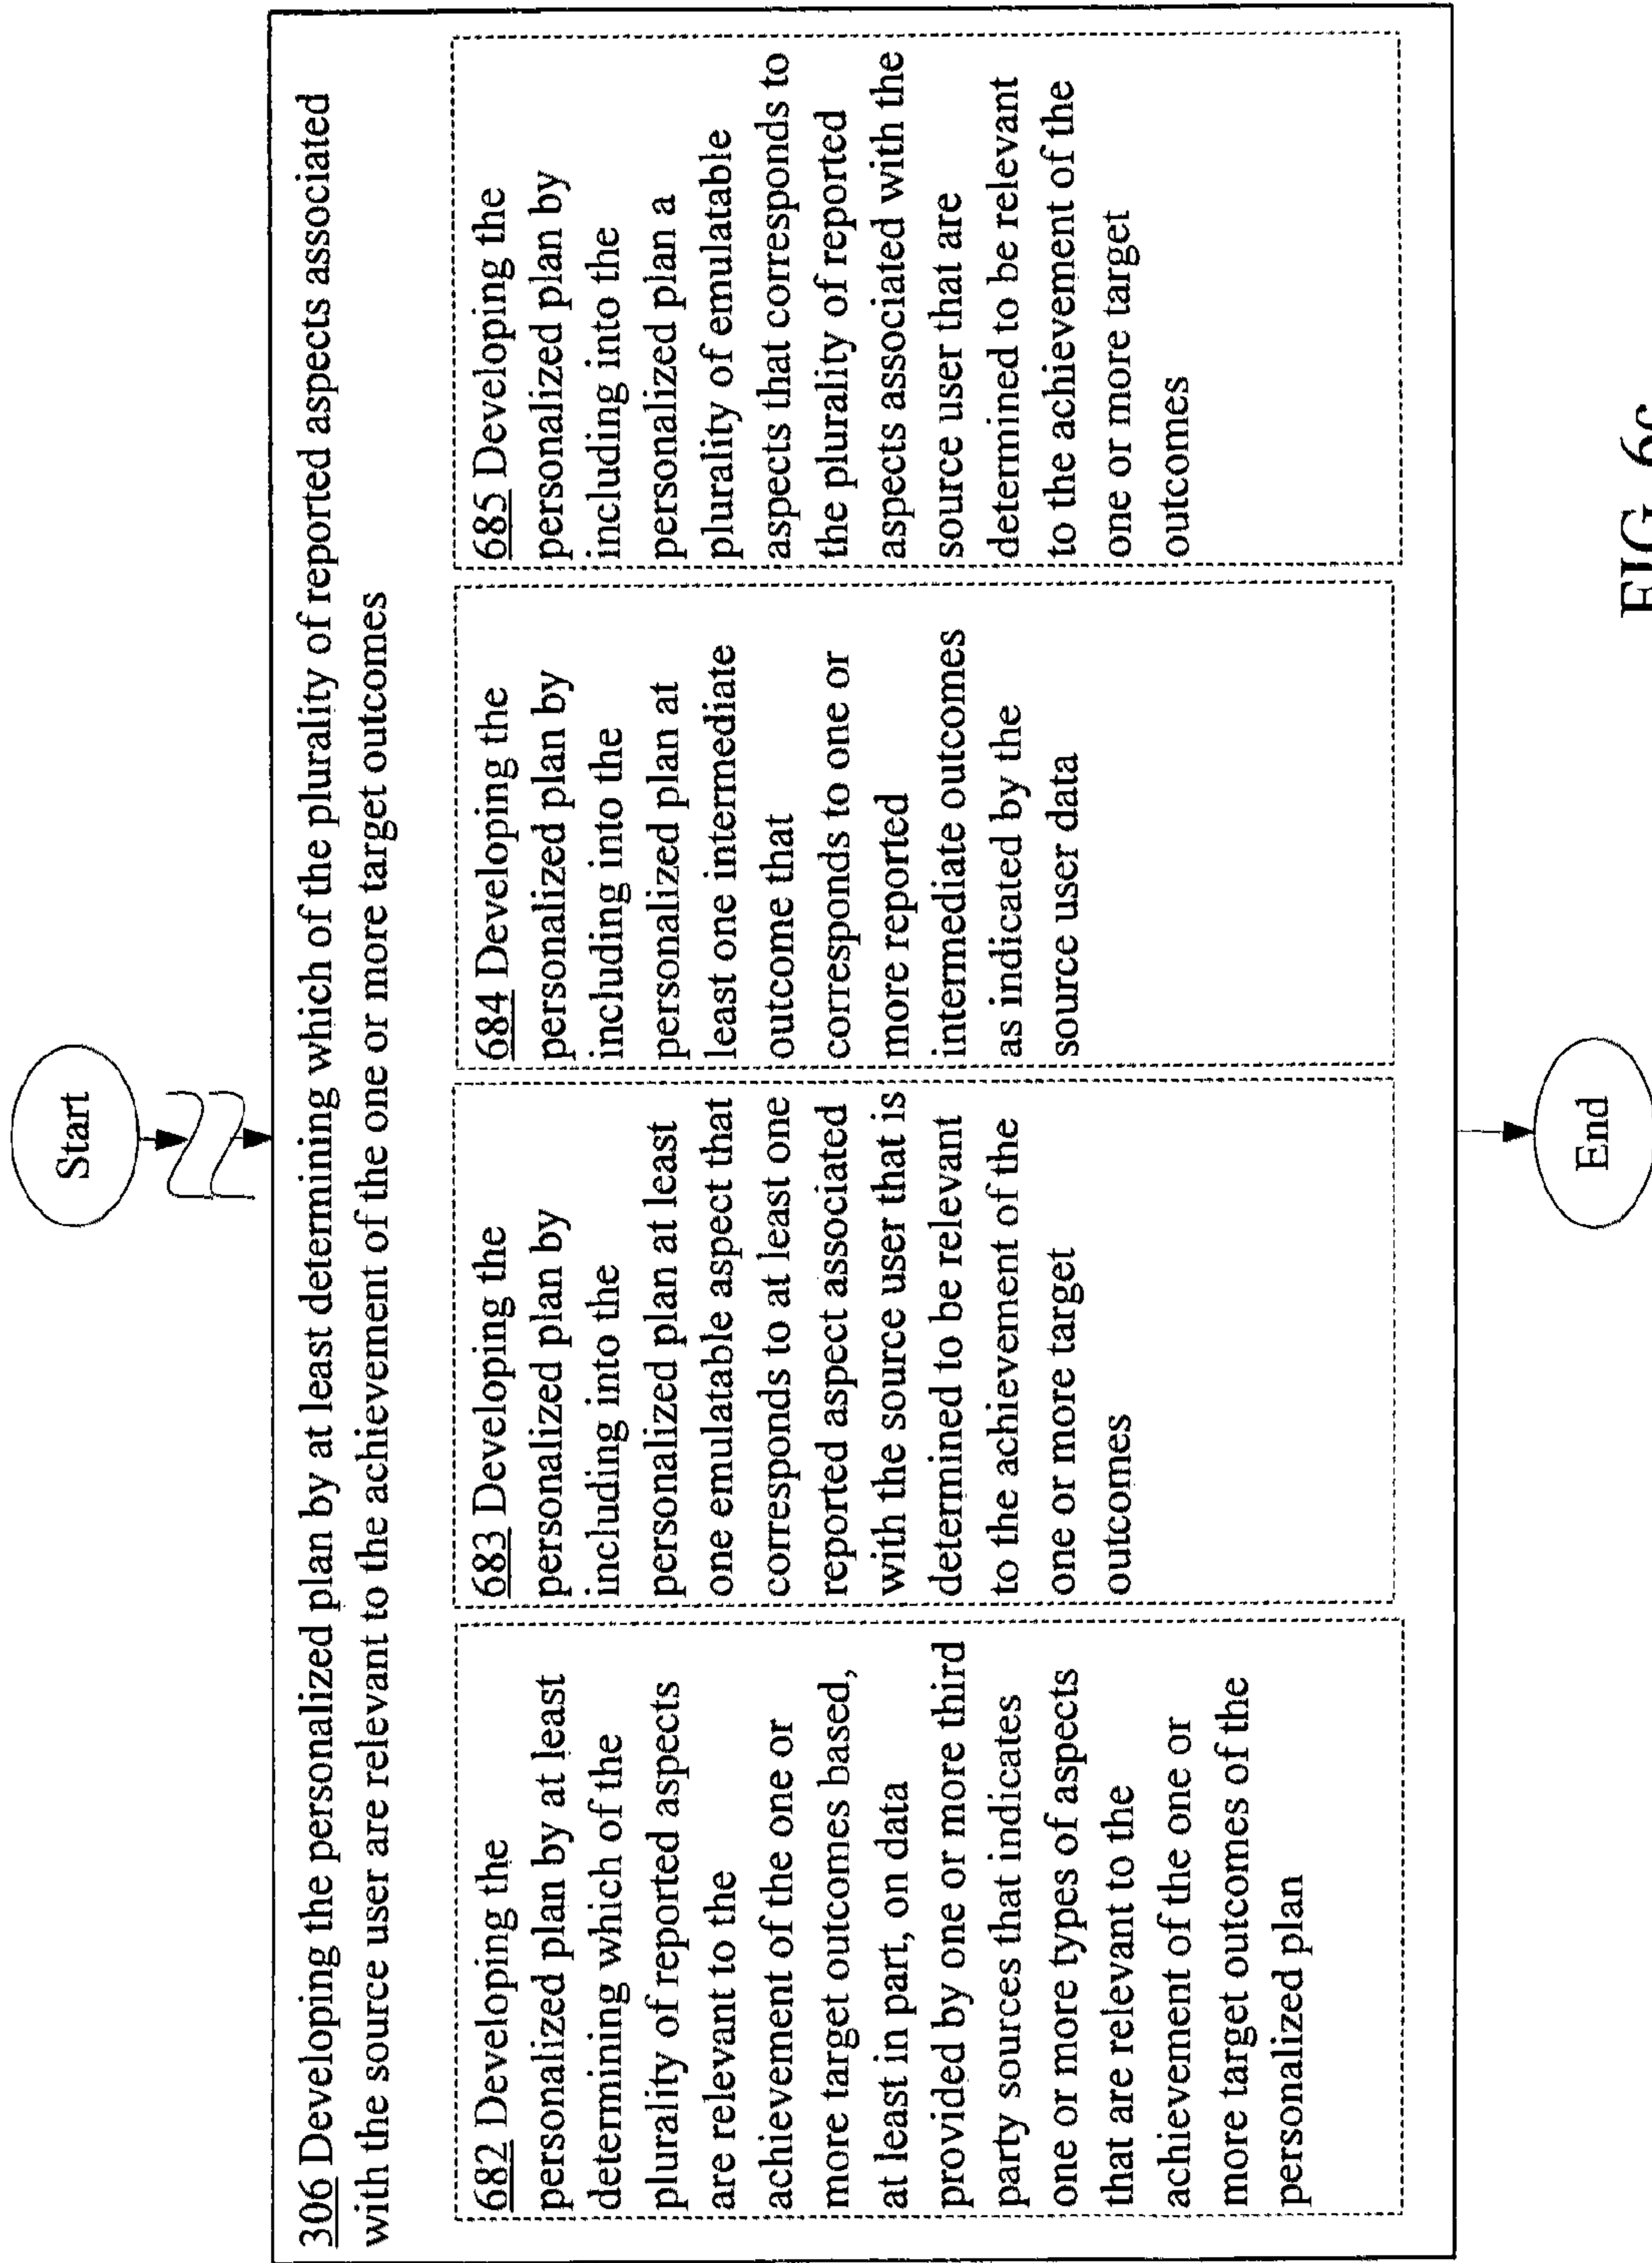 Start
306 Developing the personalized plan by at least determining which of the plurality of reported aspects associated
with the source user are relevant to the achievement of the one or more target outcomes
682 Developing the
personalized plan by at least
determining which of the
plurality of reported aspects
are relevant to the
achievement of the one or
more target outcomes based,
at least in part, on data
provided by one or more third
party sources that indicates
one or more types of aspects
that are relevant to the
achievement of the one or
more target outcomes of the
personalized plan
683 Developing the
personalized plan by
including into the
personalized plan at least
one emulatable aspect that
corresponds to at least one
reported aspect associated
with the source user that is
determined to be relevant
to the achievement of the
one or more target
outcomes
684 Developing the
personalized plan by
including into the
personalized plan at
least one intermediate
outcome that
corresponds to one or
more reported
intermediate outcomes
as indicated by the
source user data
685 Developing the
personalized plan by
including into the
personalized plan a
plurality of emulatable
aspects that corresponds to
the plurality of reported
aspects associated with the
source user that are
determined to be relevant
to the achievement of the
one or more target
outcomes
End